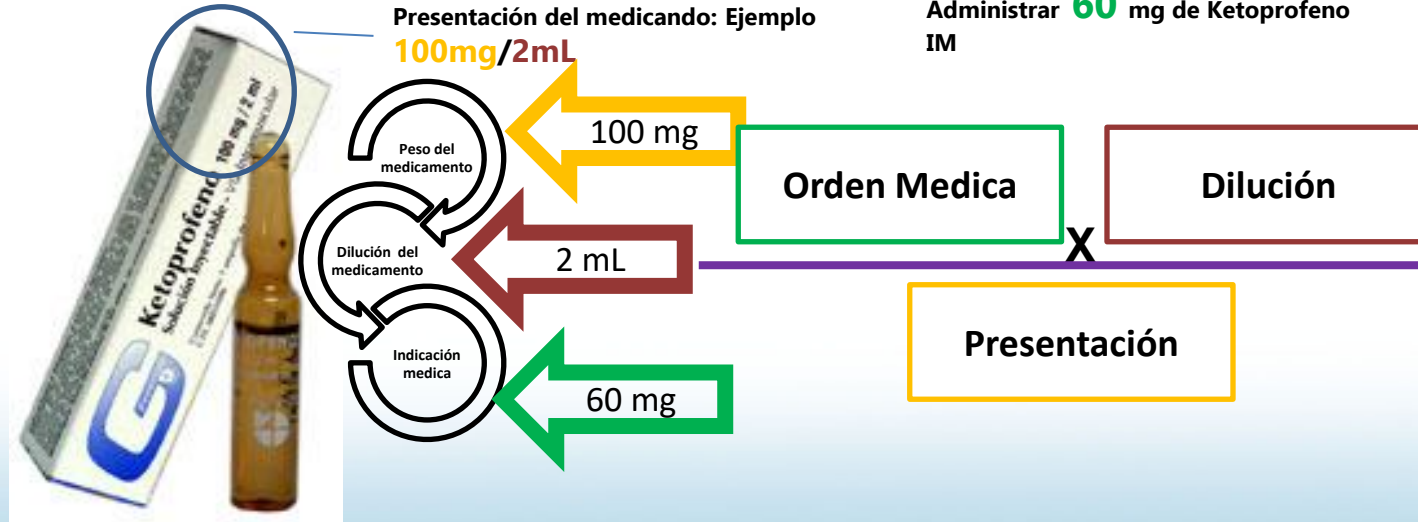 Presentación del medicando: Ejemplo
100mg/2mL
Administrar 60 mg de Ketoprofeno
IM
Ketoprofeno 100 mg / 2 ml
Solución Inyectable -
Peso del
medicamento
100 mg
Orden Medica
X
Dilución
Dilución del
medicamento
2 mL
Presentación
Indicación
medica
60 mg